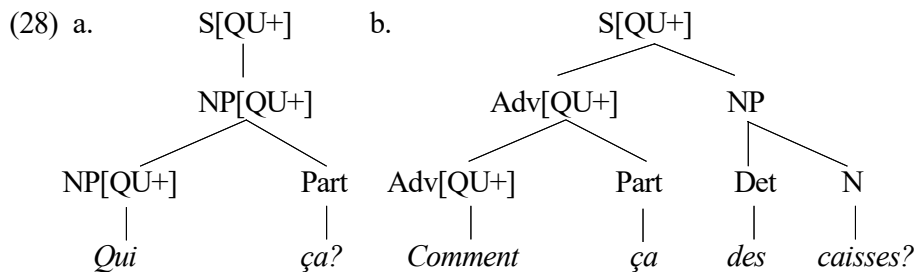 (28) a. S[QU+] b. S[QU+]
NP[QU+] Adv[QU+] NP
NP[QU+] Part Adv[QU+] Part Det N
Qui ça? Comment ça des caisses?